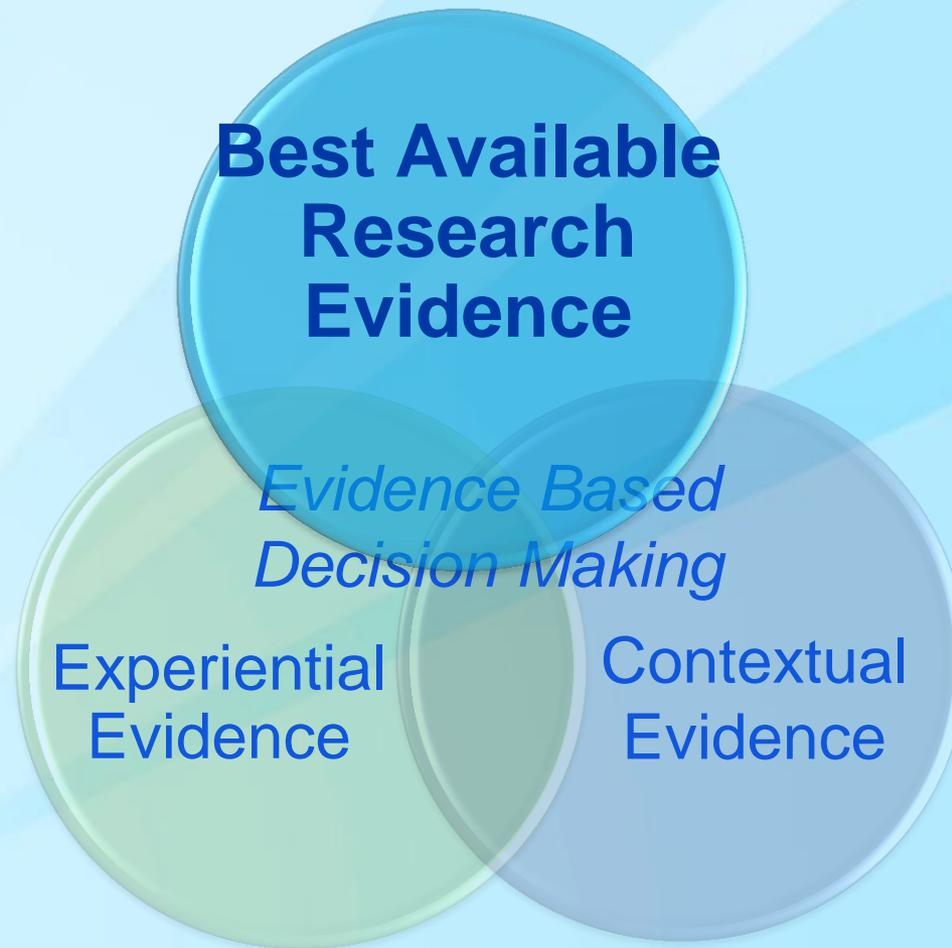 Best Available
Research
Evidence
Evidence Based
Decision Making
Experiential
Evidence
Contextual
Evidence